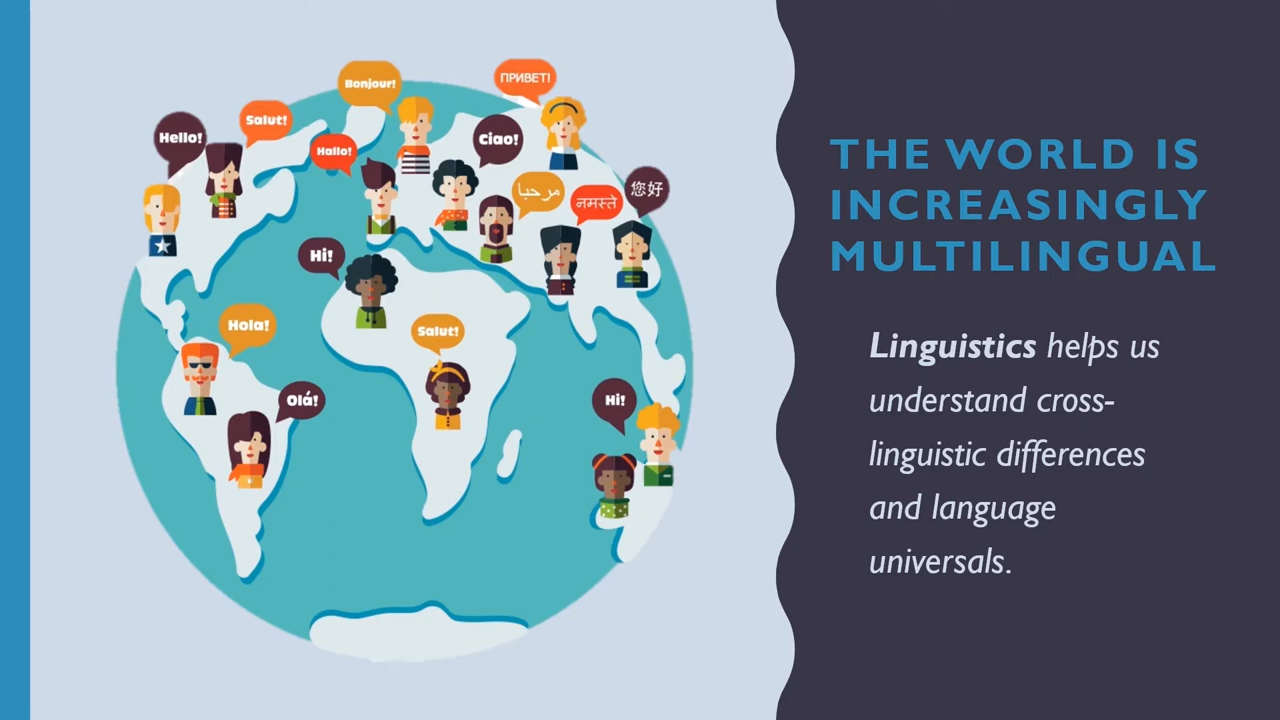 Bonjour!
ПРИВЕТ!
Hello!
Salut!
Hallo!
Ciao!
مرحبا
नमस्ते
您好
Hi!
Hola!
Salut!
Olá!
Hi!
THE WORLD IS
INCREASINGLY
MULTILINGUAL
Linguistics helps us
understand cross-
linguistic differences
and language
universals.